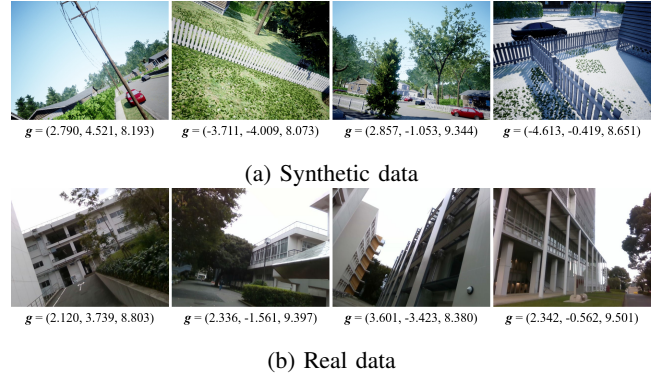 g = (2.790, 4.521, 8.193) g = (-3.711, -4.009, 8.073) g = (2.857, -1.053, 9.344) g = (-4.613, -0.419, 8.651)
(a) Synthetic data
g = (2.120, 3.739, 8.803) g = (2.336, -1.561, 9.397) g = (3.601, -3.423, 8.380) g = (2.342, -0.562, 9.501)
(b) Real data